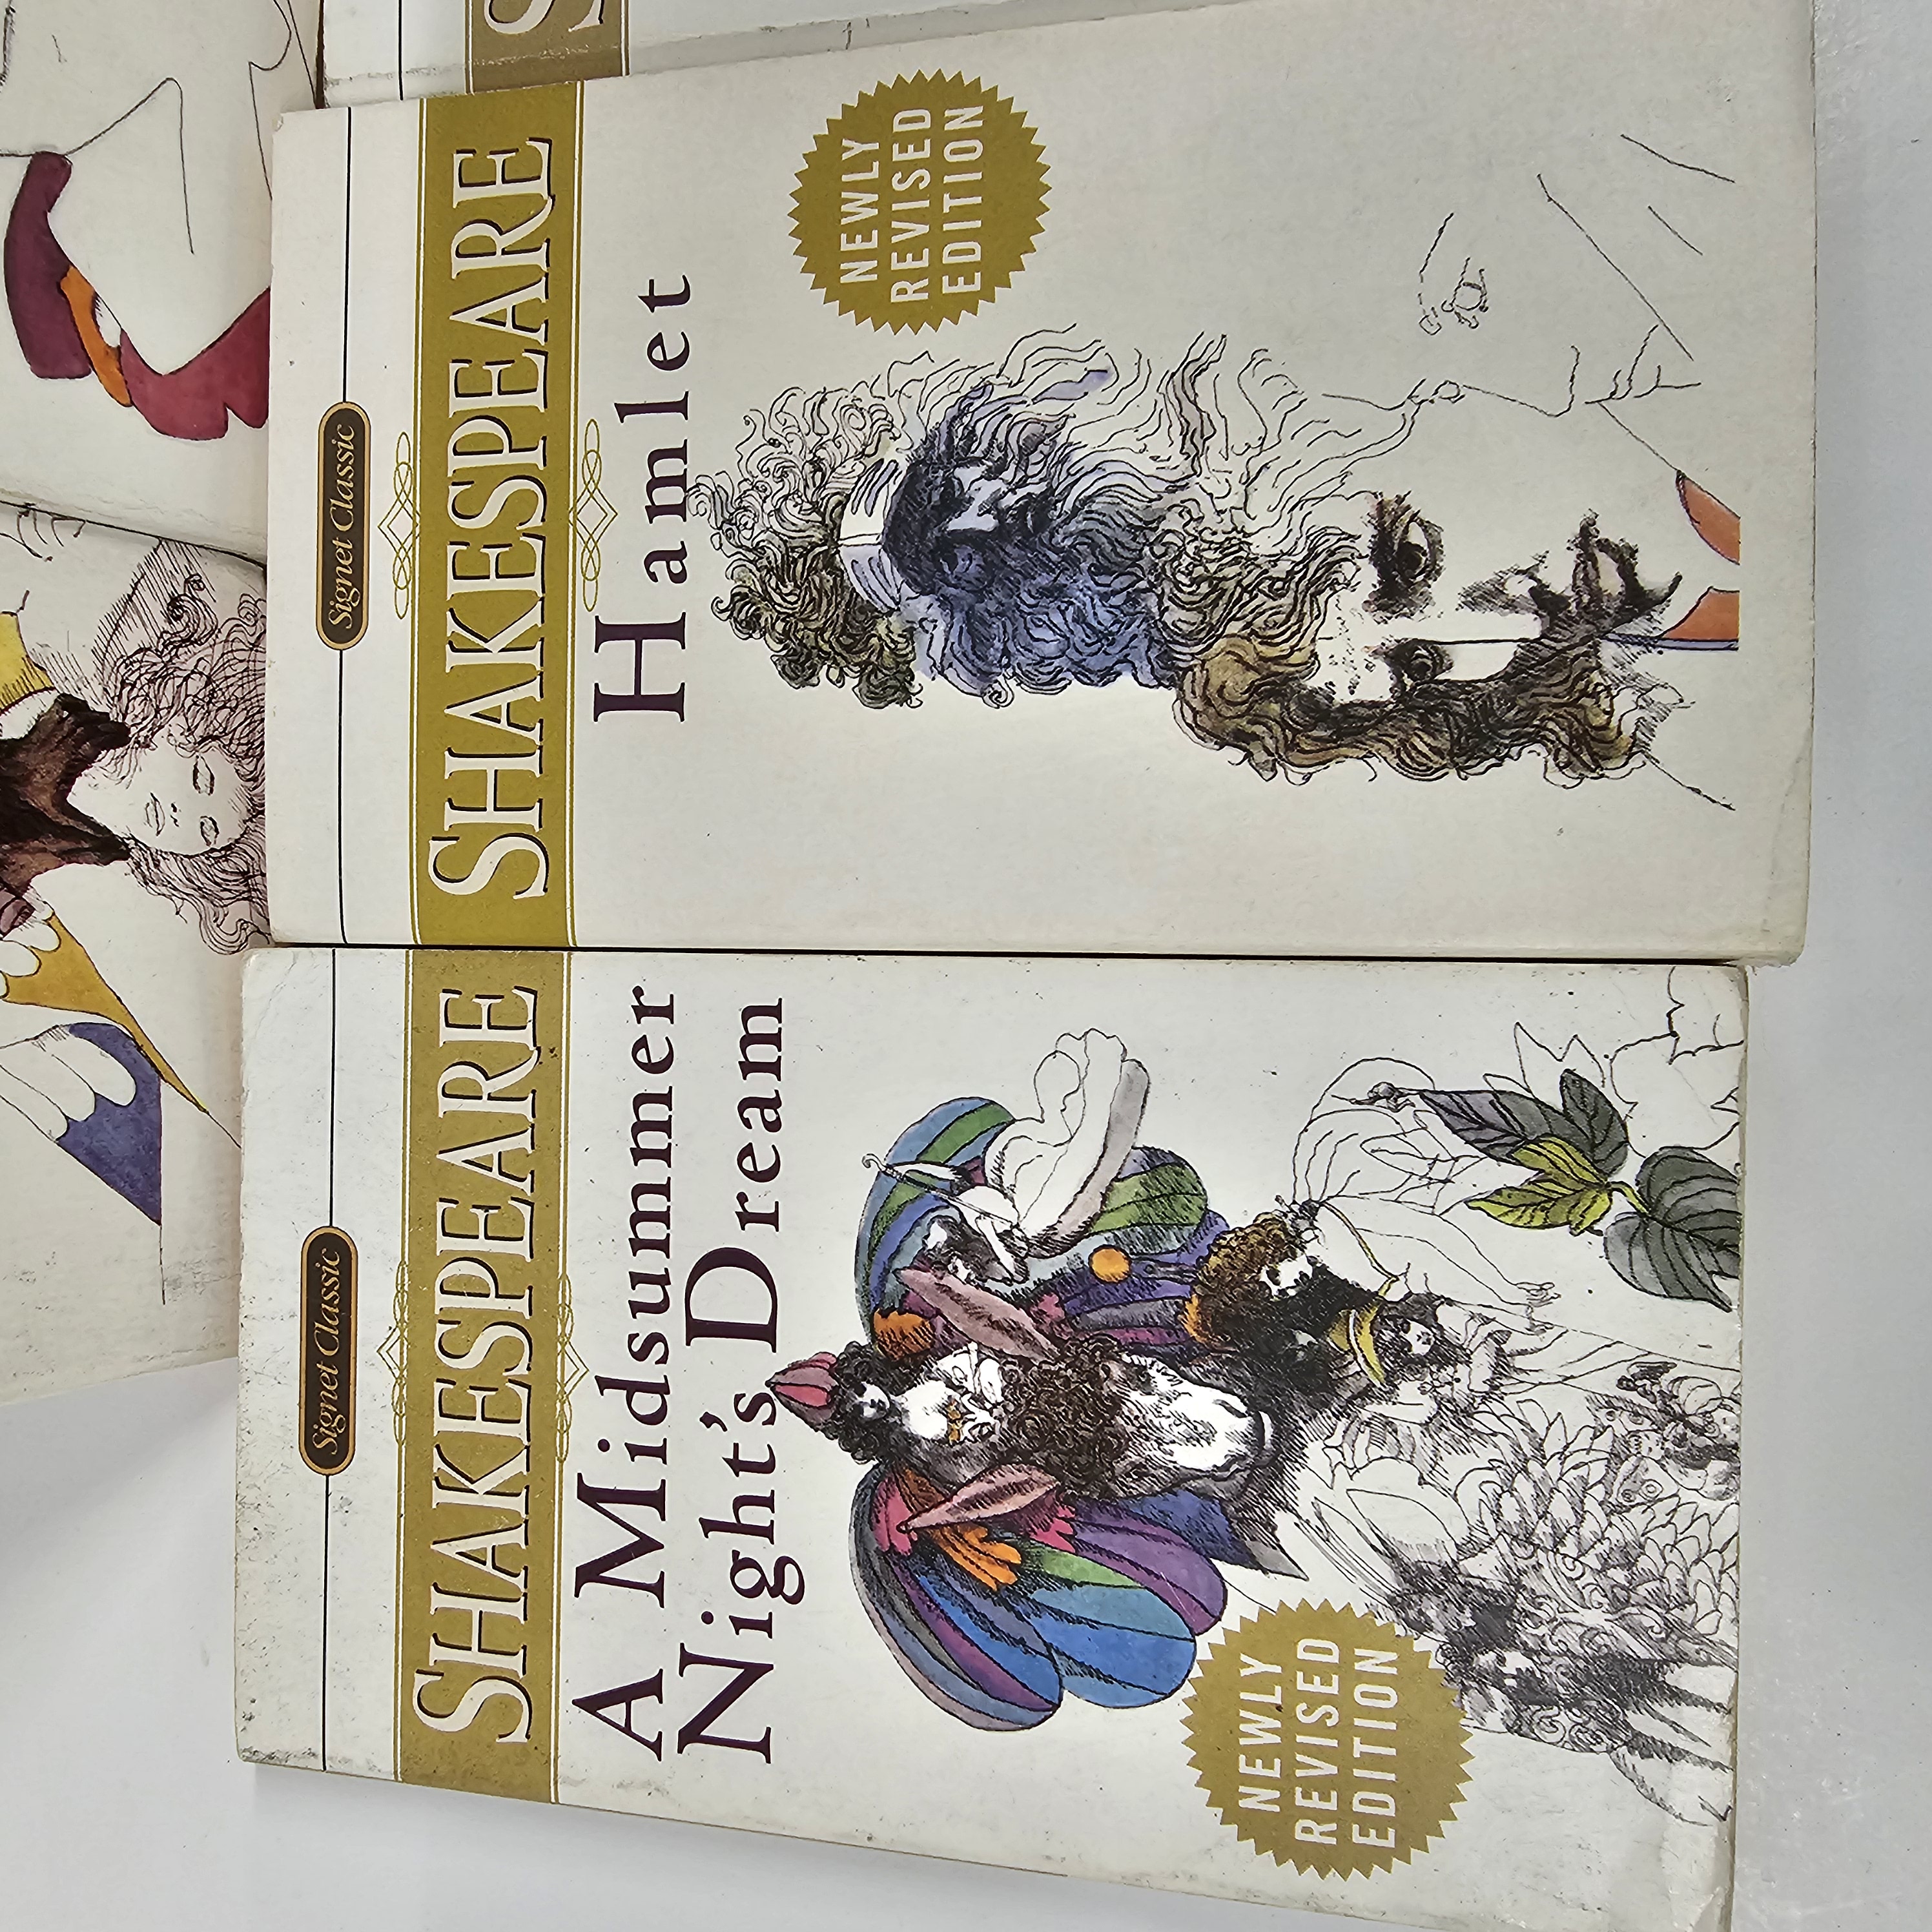 Signet Classic
SHAKESPEARE
A Midsummer
Night's Dream
NEWLY
REVISED
EDITION
Signet Classic
SHAKESPEARE
Hamlet
NEWLY
REVISED
EDITION
S